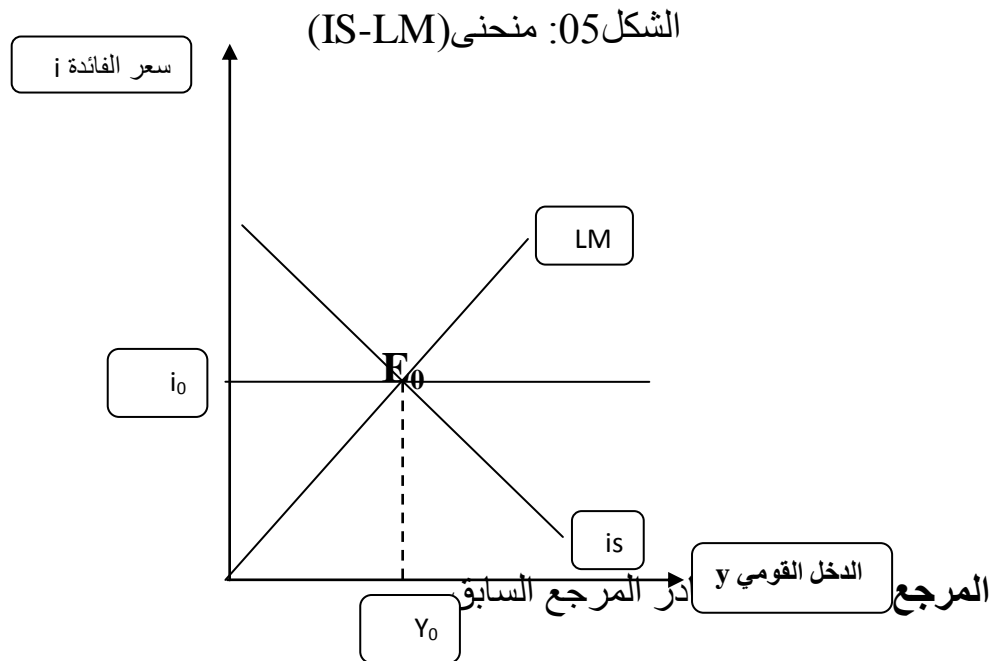 الشكل05: منحنى(IS-LM)
سعر الفائدة i
LM
E₀
i₀
is
الدخل القومي y
المرجع المرجع السابق
Y₀